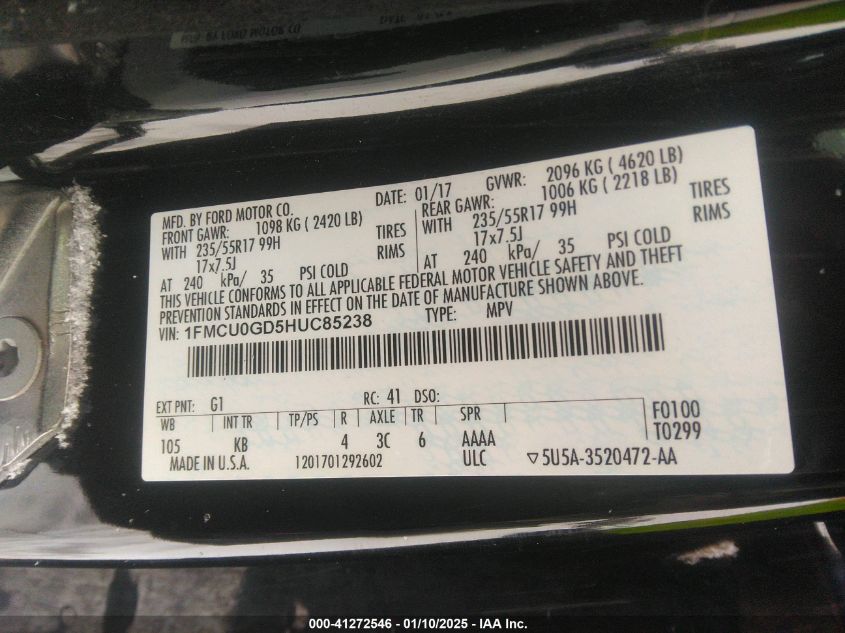 MFD. BY FORD MOTOR CO. DATE: 01/17 GVWR: 2096 KG ( 4620 LB)
FRONT GAWR: 1098 KG ( 2420 LB) REAR GAWR: 1006 KG ( 2218 LB)
WITH 235/55R17 99H TIRES WITH 235/55R17 99H TIRES
17x7.5J RIMS 17x7.5J RIMS
AT 240 kPa/ 35 PSI COLD AT 240 kPa/ 35 PSI COLD
THIS VEHICLE CONFORMS TO ALL APPLICABLE FEDERAL MOTOR VEHICLE SAFETY AND THEFT
PREVENTION STANDARDS IN EFFECT ON THE DATE OF MANUFACTURE SHOWN ABOVE.
VIN: 1FMCU0GD5HUC85238 TYPE: MPV
EXT PNT: G1 RC: 41 DSO:
WB INT TR TP/PS R AXLE TR SPR F0100
105 KB 4 3C 6 AAAA T0299
MADE IN U.S.A. 1201701292602 ULC ▽5U5A-3520472-AA
000-41272546 - 01/10/2025 - IAA Inc.